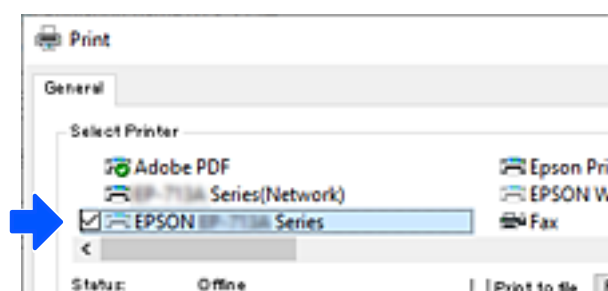 Print
General
Select Printer
Adobe PDF
Epson Pri
Series(Network)
EPSON W
EPSON Series
Fax
Status: Offline
Print to file